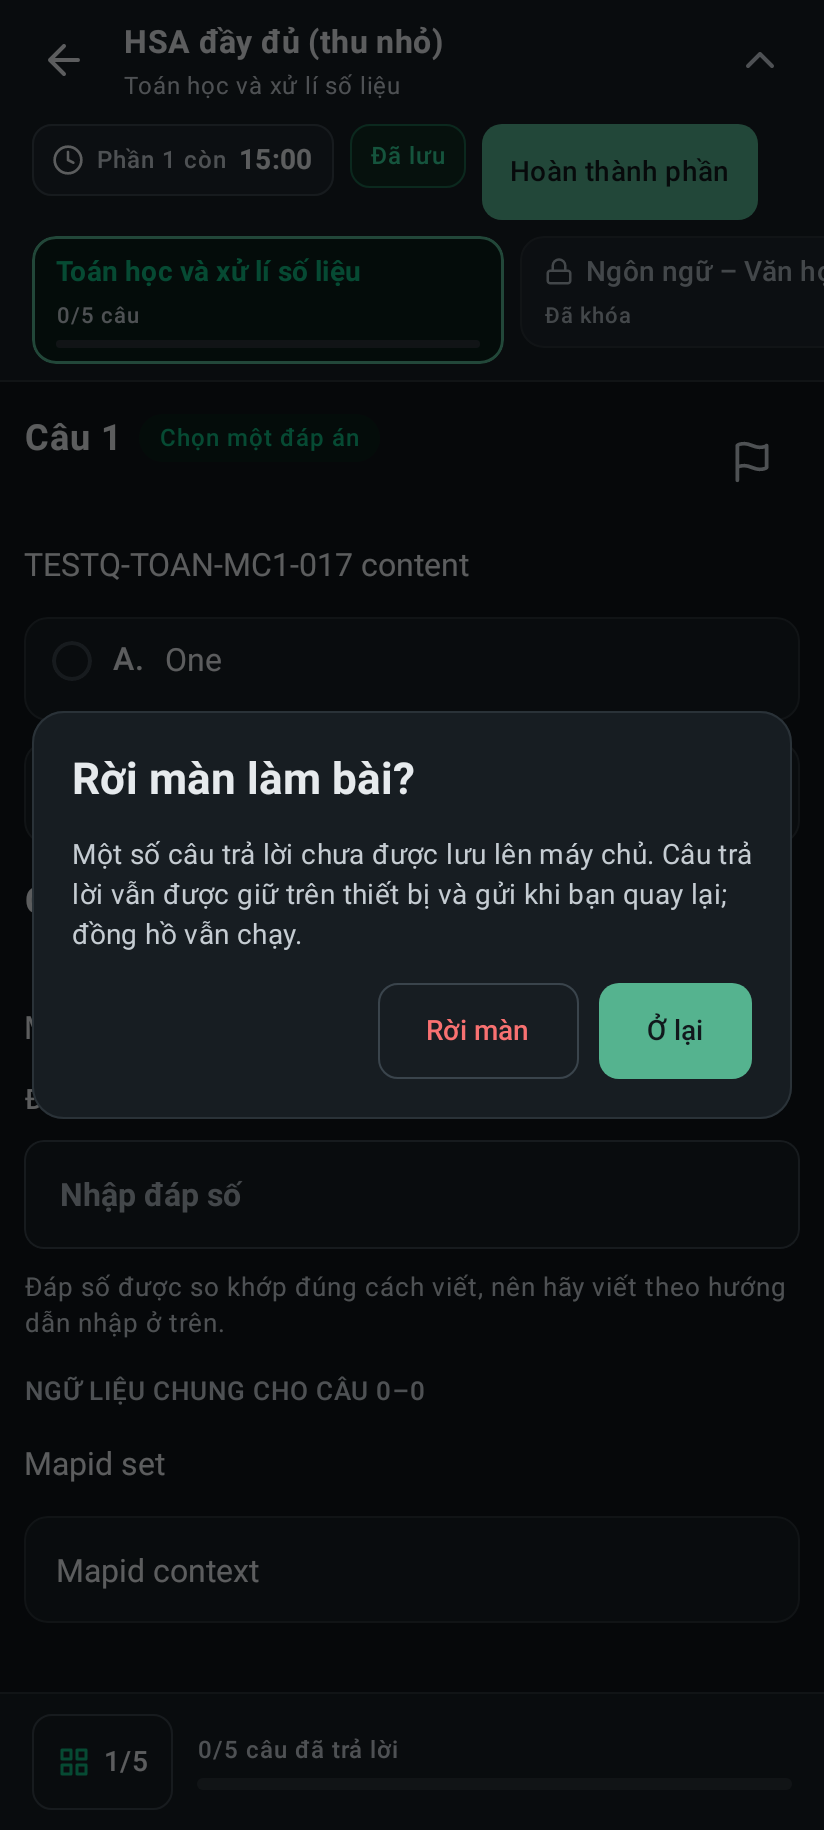 HSA đầy đủ (thu nhỏ)
Toán học và xử lí số liệu
Phần 1 còn 15:00
Đã lưu
Hoàn thành phần
Toán học và xử lí số liệu
0/5 câu
Ngôn ngữ – Văn
Đã khóa
Câu 1
Chọn một đáp án
TESTQ-TOAN-MC1-017 content
A. One
Rời màn làm bài?
Một số câu trả lời chưa được lưu lên máy chủ. Câu trả
lời vẫn được giữ trên thiết bị và gửi khi bạn quay lại;
đồng hồ vẫn chạy.
Rời màn
Ở lại
Nhập đáp số
Đáp số được so khớp đúng cách viết, nên hãy viết theo hướng
dẫn nhập ở trên.
NGỮ LIỆU CHUNG CHO CÂU 0–0
Mapid set
Mapid context
1/5
0/5 câu đã trả lời